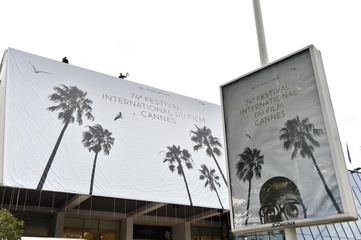 74e FESTIVAL
INTERNATIONAL DU FILM
CANNES
74e FESTIVAL
INTERNATIONAL
DU FILM
CANNES